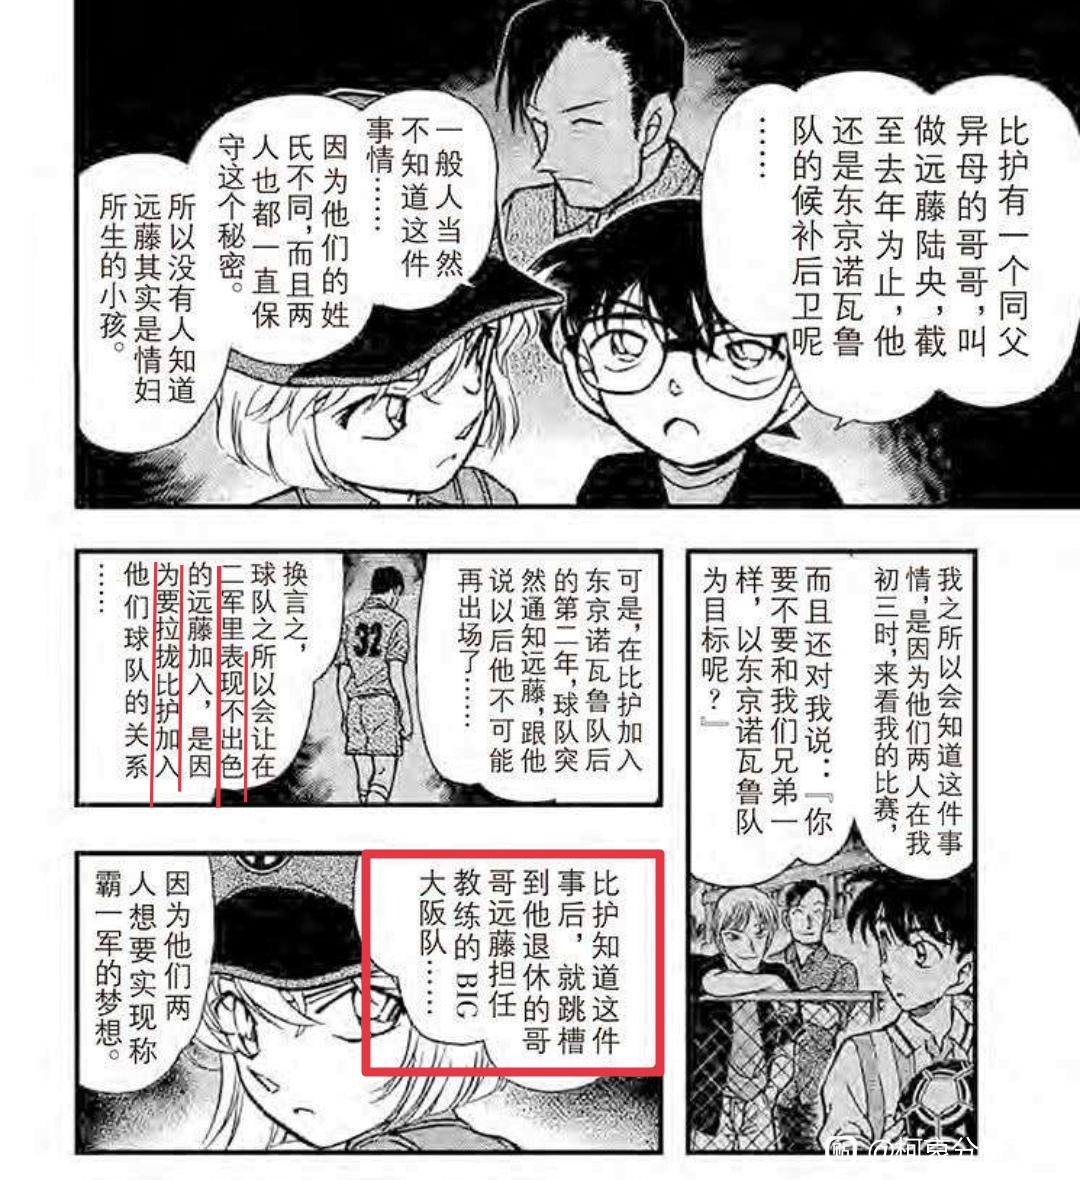 比护有一个同父
异母的哥哥，叫
做远藤陆央，截
至去年为止，他
还是东京诺瓦鲁
队的候补后卫呢
……
一般人当然
不知道这件
事情……
因为他们的姓
氏不同，而且两
人也都一直保
守这个秘密。
所以没有人知道
远藤其实是情妇
所生的小孩。
我之所以会知道这件事
情，是因为他们两人在我
初三时，来看我的比赛，
而且还对我说：『你
要不要和我们兄弟一
样，以东京诺瓦鲁队
为目标呢？』
可是，在比护加入
东京诺瓦鲁队后
的第二年，球队突
然通知远藤，跟他
说以后他不可能
再出场了……
32
换言之，
球队之所以会让在
二军里表现不出色
的远藤加入，是因
为要拉拢比护加入
他们球队的关系
……
比护知道这件
事后，就跳槽
到他退休的哥
哥远藤担任
教练的BIG
大阪队……
因为他们两
人想要实现称
霸一军的梦想。